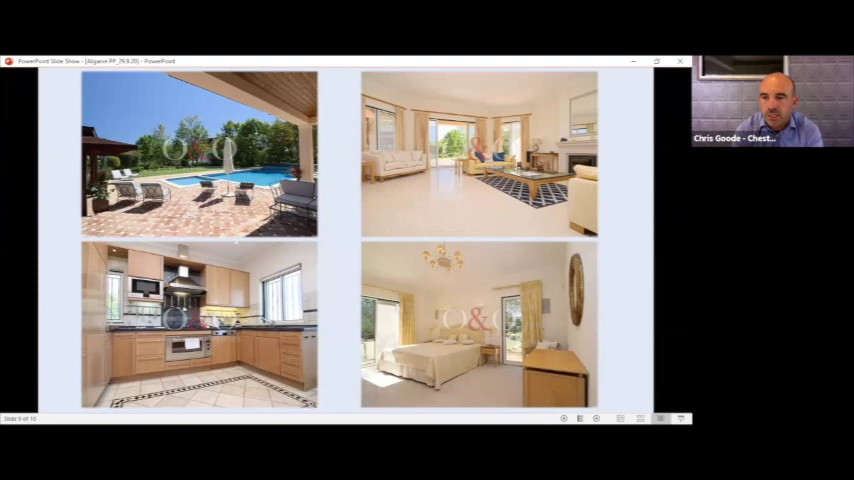 PowerPoint Slide Show - [Algarve PP_29.9.20] - PowerPoint
Chris Goode - Chest...
O&O
&
O&
O&O
Slide 9 of 10